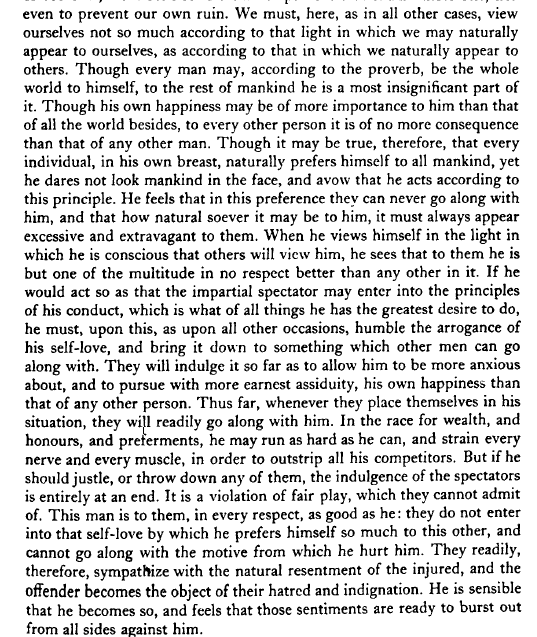 even to prevent our own ruin. We must, here, as in all other cases, view
ourselves not so much according to that light in which we may naturally
appear to ourselves, as according to that in which we naturally appear to
others. Though every man may, according to the proverb, be the whole
world to himself, to the rest of mankind he is a most insignificant part of
it. Though his own happiness may be of more importance to him than that
of all the world besides, to every other person it is of no more consequence
than that of any other man. Though it may be true, therefore, that every
individual, in his own breast, naturally prefers himself to all mankind, yet
he dares not look mankind in the face, and avow that he acts according to
this principle. He feels that in this preference they can never go along with
him, and that how natural soever it may be to him, it must always appear
excessive and extravagant to them. When he views himself in the light in
which he is conscious that others will view him, he sees that to them he is
but one of the multitude in no respect better than any other in it. If he
would act so as that the impartial spectator may enter into the principles
of his conduct, which is what of all things he has the greatest desire to do,
he must, upon this, as upon all other occasions, humble the arrogance of
his self-love, and bring it down to something which other men can go
along with. They will indulge it so far as to allow him to be more anxious
about, and to pursue with more earnest assiduity, his own happiness than
that of any other person. Thus far, whenever they place themselves in his
situation, they will readily go along with him. In the race for wealth, and
honours, and preferments, he may run as hard as he can, and strain every
nerve and every muscle, in order to outstrip all his competitors. But if he
should justle, or throw down any of them, the indulgence of the spectators
is entirely at an end. It is a violation of fair play, which they cannot admit
of. This man is to them, in every respect, as good as he: they do not enter
into that self-love by which he prefers himself so much to this other, and
cannot go along with the motive from which he hurt him. They readily,
therefore, sympathize with the natural resentment of the injured, and the
offender becomes the object of their hatred and indignation. He is sensible
that he becomes so, and feels that those sentiments are ready to burst out
from all sides against him.